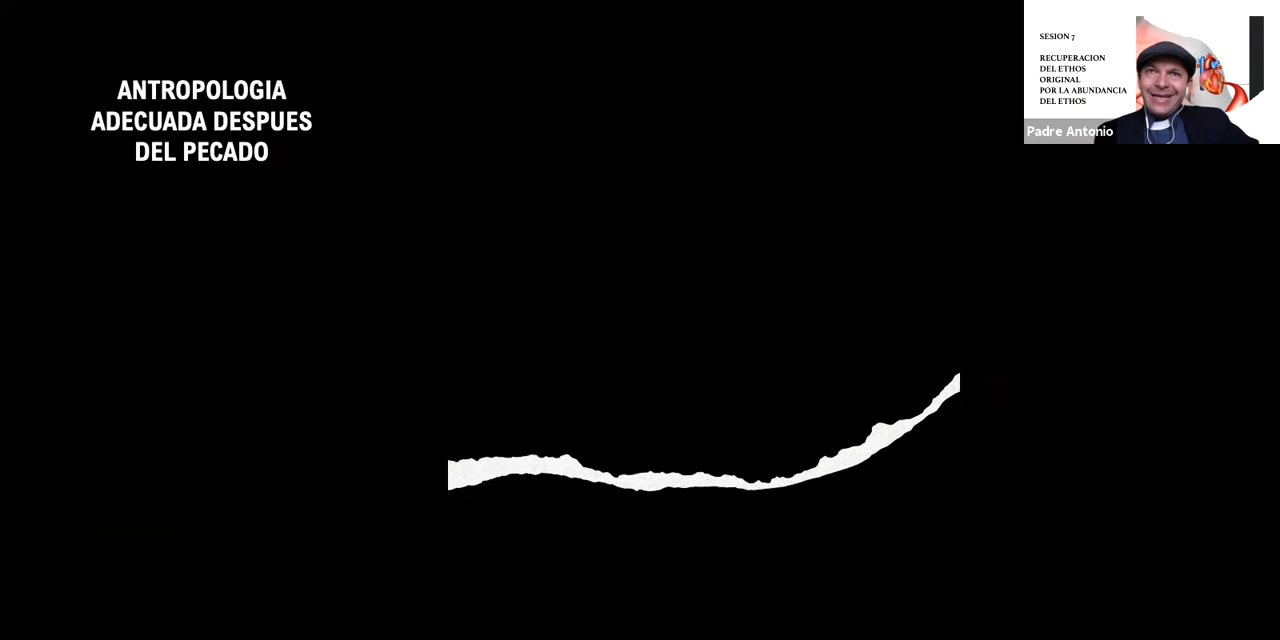 ANTROPOLOGIA
ADECUADA DESPUES
DEL PECADO
SESION 7
RECUPERACION
DEL ETHOS
ORIGINAL
POR LA ABUNDANCIA
DEL ETHOS
Padre Antonio